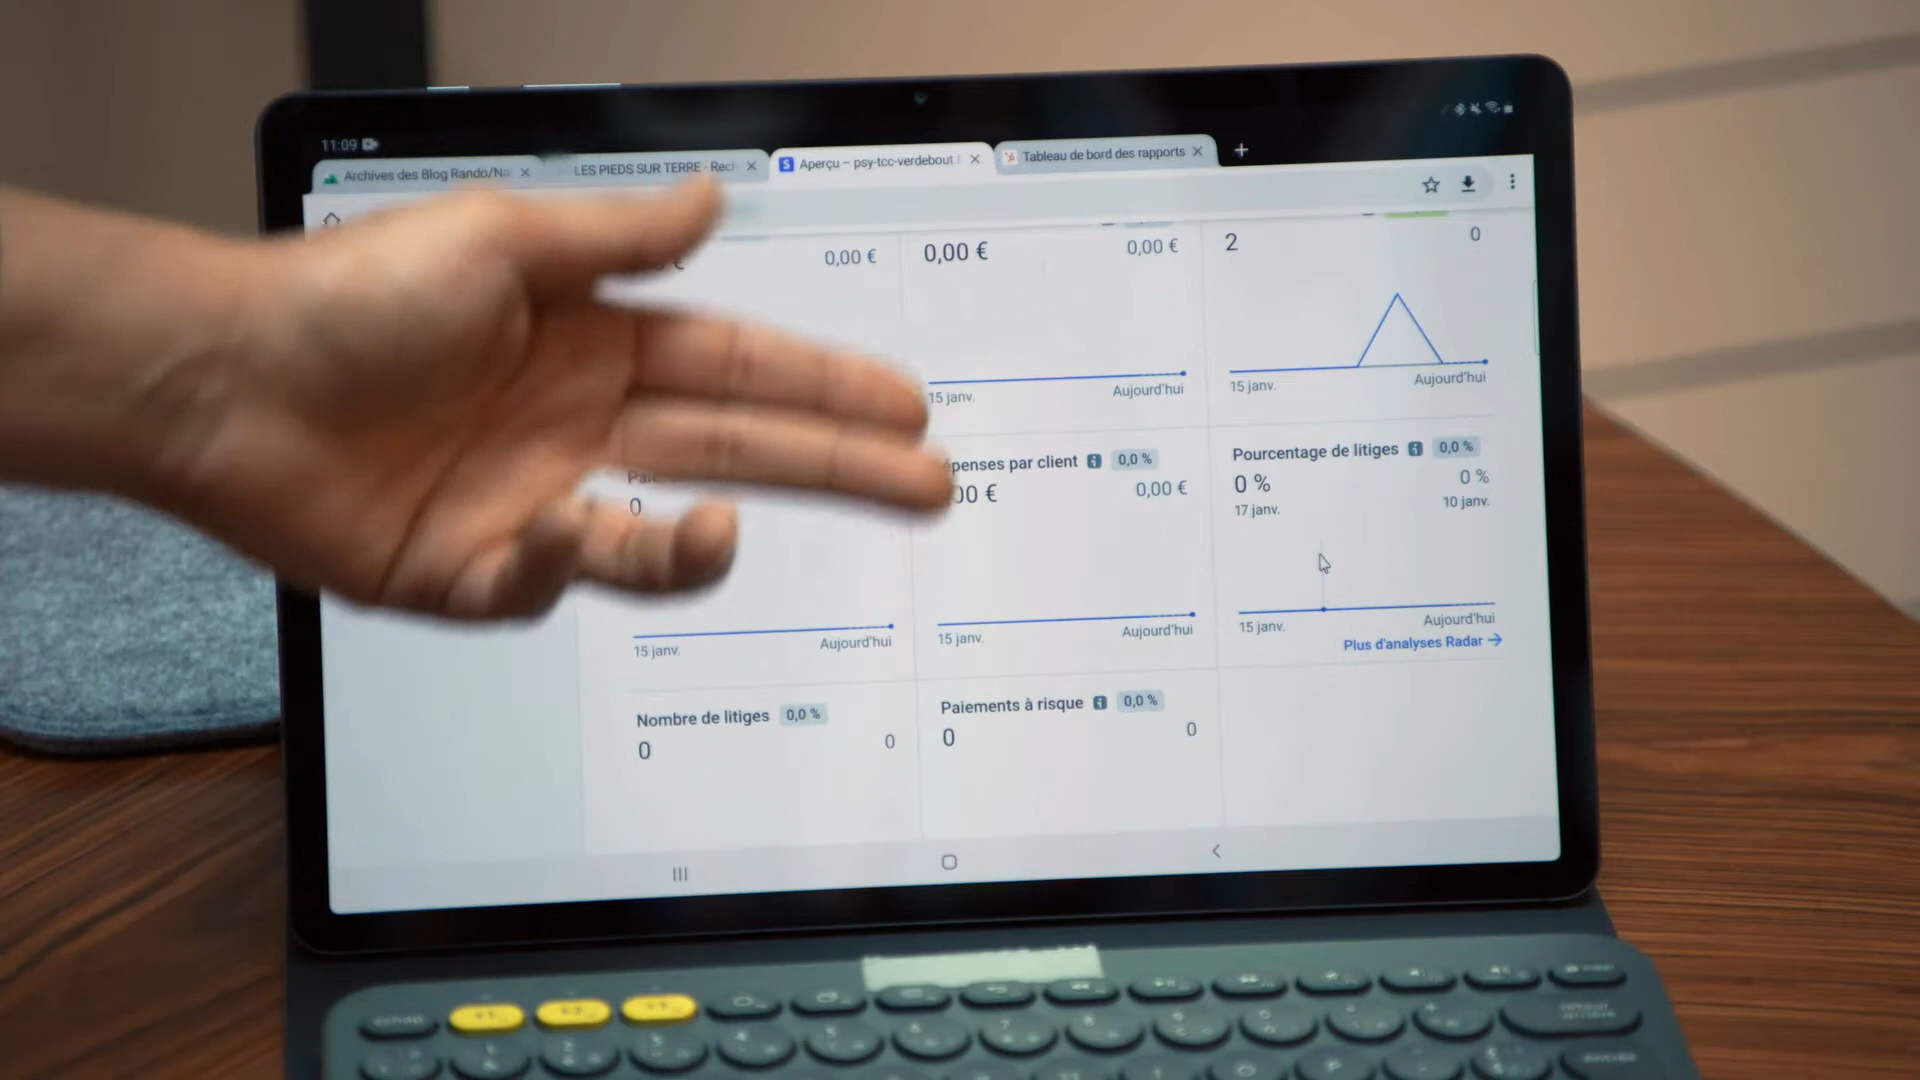 11:09
Archives des Blog Rando/Na
LES PIEDS SUR TERRE - Rech
Aperçu – psy-tcc-verdebout
Tableau de bord des rapports
€
0,00 €
0,00 €
0,00 €
2
0
15 janv.
Aujourd'hui
15 janv.
Aujourd'hui
Paie
0
15 janv.
Aujourd'hui
épenses par client
0,0 %
00 €
0,00 €
15 janv.
Aujourd'hui
Pourcentage de litiges
0,0 %
0 %
0 %
17 janv.
10 janv.
15 janv.
Aujourd'hui
Plus d'analyses Radar →
Nombre de litiges
0,0 %
0
0
Paiements à risque
0,0 %
0
0